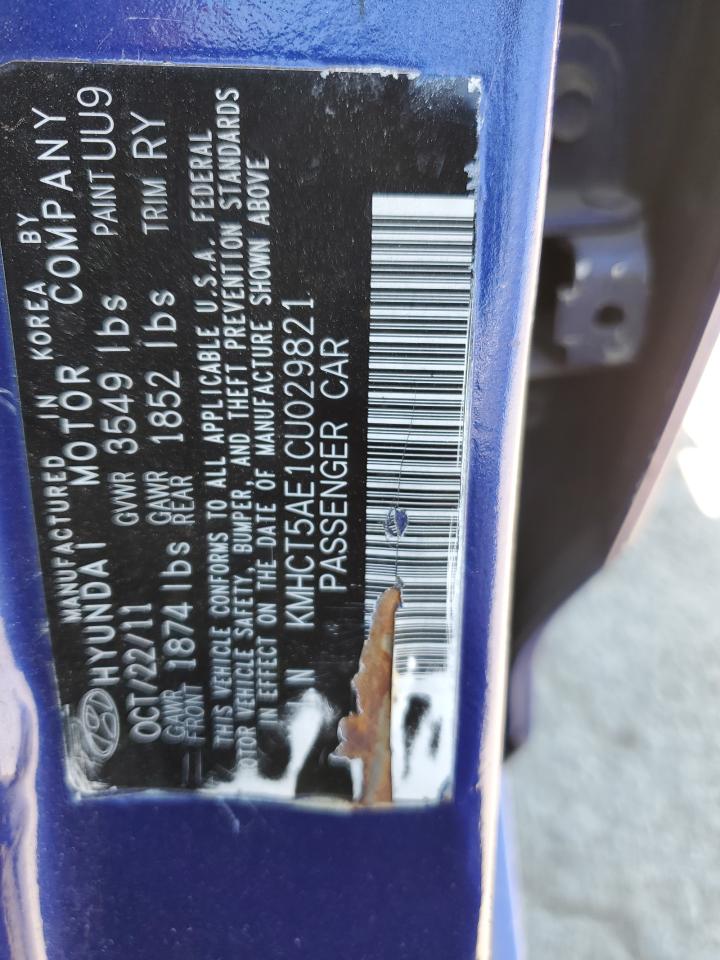 MANUFACTURED IN KOREA BY
HYUNDAI MOTOR COMPANY
OCT/22/11 GVWR 3549 lbs PAINT UU9
GAWR FRONT 1874 lbs GAWR REAR 1852 lbs TRIM RY
THIS VEHICLE CONFORMS TO ALL APPLICABLE U.S.A. FEDERAL
OTOR VEHICLE SAFETY, BUMPER, AND THEFT PREVENTION STANDARDS
IN EFFECT ON THE DATE OF MANUFACTURE SHOWN ABOVE
IN KMHCT5AE1CU029821
PASSENGER CAR